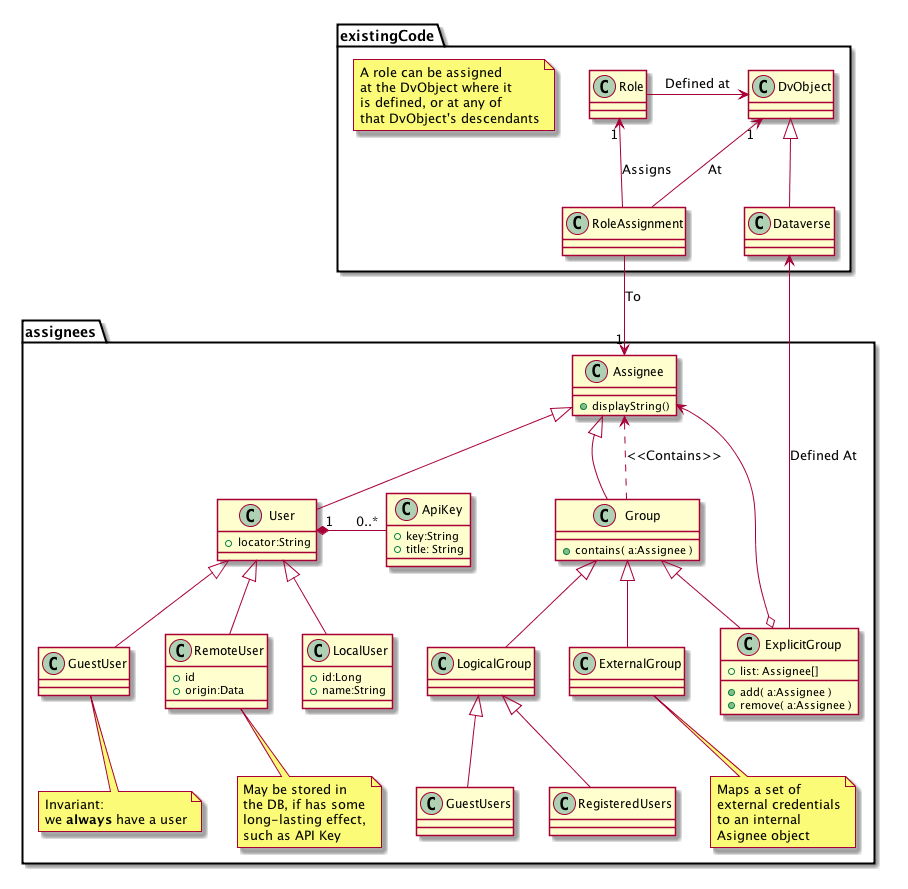 existingCode
A role can be assigned
at the DvObject where it
is defined, or at any of
that DvObject's descendants
C Role
Defined at
C DvObject
1
1
Assigns
At
C RoleAssignment
C Dataverse
To
1
assignees
C Assignee
displayString()
<<Contains>>
Defined At
C User
locator:String
1
0..*
C ApiKey
key:String
title: String
C Group
contains( a:Assignee )
C GuestUser
C RemoteUser
id
origin:Data
C LocalUser
id:Long
name:String
C LogicalGroup
C ExternalGroup
C ExplicitGroup
list: Assignee[]
add( a:Assignee )
remove( a:Assignee )
Invariant:
we always have a user
May be stored in
the DB, if has some
long-lasting effect,
such as API Key
C GuestUsers
C RegisteredUsers
Maps a set of
external credentials
to an internal
Asignee object